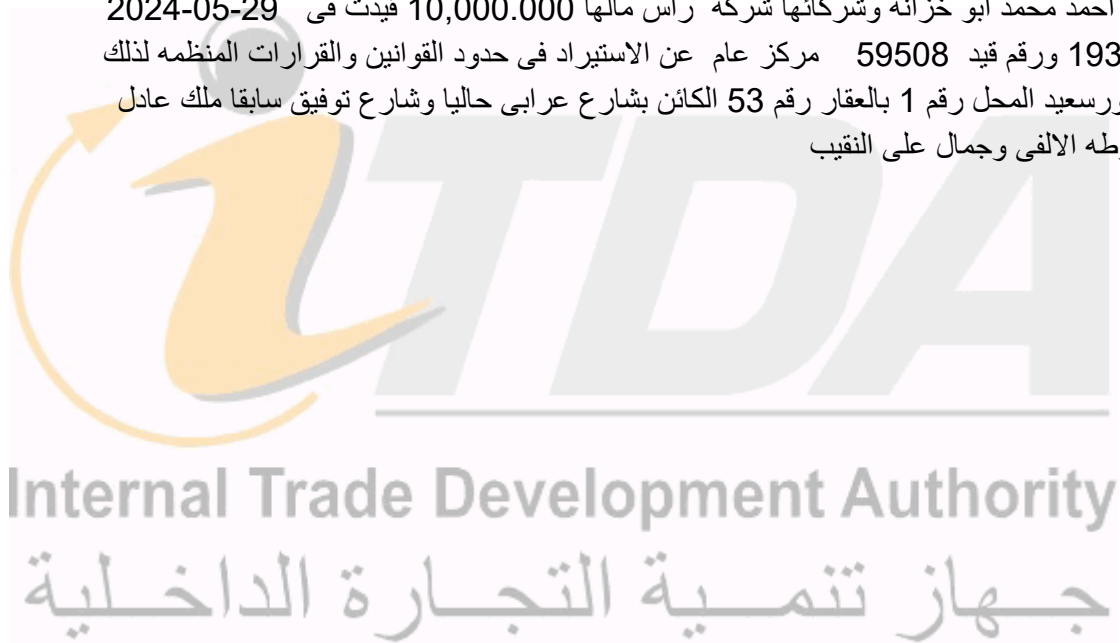 احمد محمد ابو خزانه وشركائها شركة رأس مالها 10,000.000 قيدت فى 29-05-2024
193 ورقم قيد 59508 مركز عام عن الاستيراد فى حدود القوانين والقرارات المنظمه لذلك
ورسعيد المحل رقم 1 بالعقار رقم 53 الكائن بشارع عرابى حاليا وشارع توفيق سابقا ملك عادل
طه الالفى وجمال على النقيب
iTDA
Internal Trade Development Authority
جهاز تنمية التجارة الداخلية